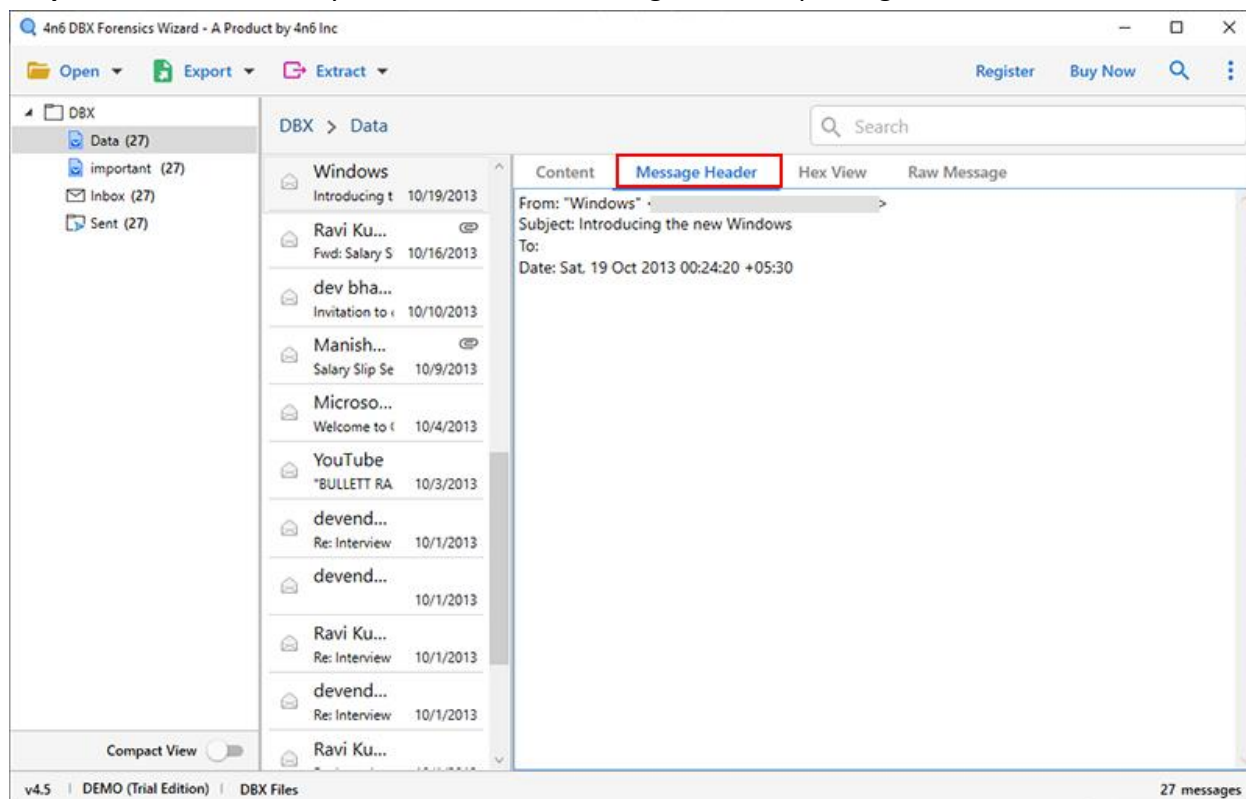 4n6 DBX Forensics Wizard - A Product by 4n6 Inc
Open Export Extract Register Buy Now
DBX
Data (27)
important (27)
Inbox (27)
Sent (27)
Compact View
DBX > Data
Search
Windows
Introducing t 10/19/2013
Ravi Ku...
Fwd: Salary S 10/16/2013
dev bha...
Invitation to 10/10/2013
Manish...
Salary Slip Se 10/9/2013
Microso...
Welcome to 10/4/2013
YouTube
"BULLETT RA 10/3/2013
devend...
Re: Interview 10/1/2013
devend...
10/1/2013
Ravi Ku...
Re: Interview 10/1/2013
devend...
Re: Interview 10/1/2013
Ravi Ku...
Content Message Header Hex View Raw Message
From: "Windows" < >
Subject: Introducing the new Windows
To:
Date: Sat, 19 Oct 2013 00:24:20 +05:30
v4.5 | DEMO (Trial Edition) | DBX Files 27 messages